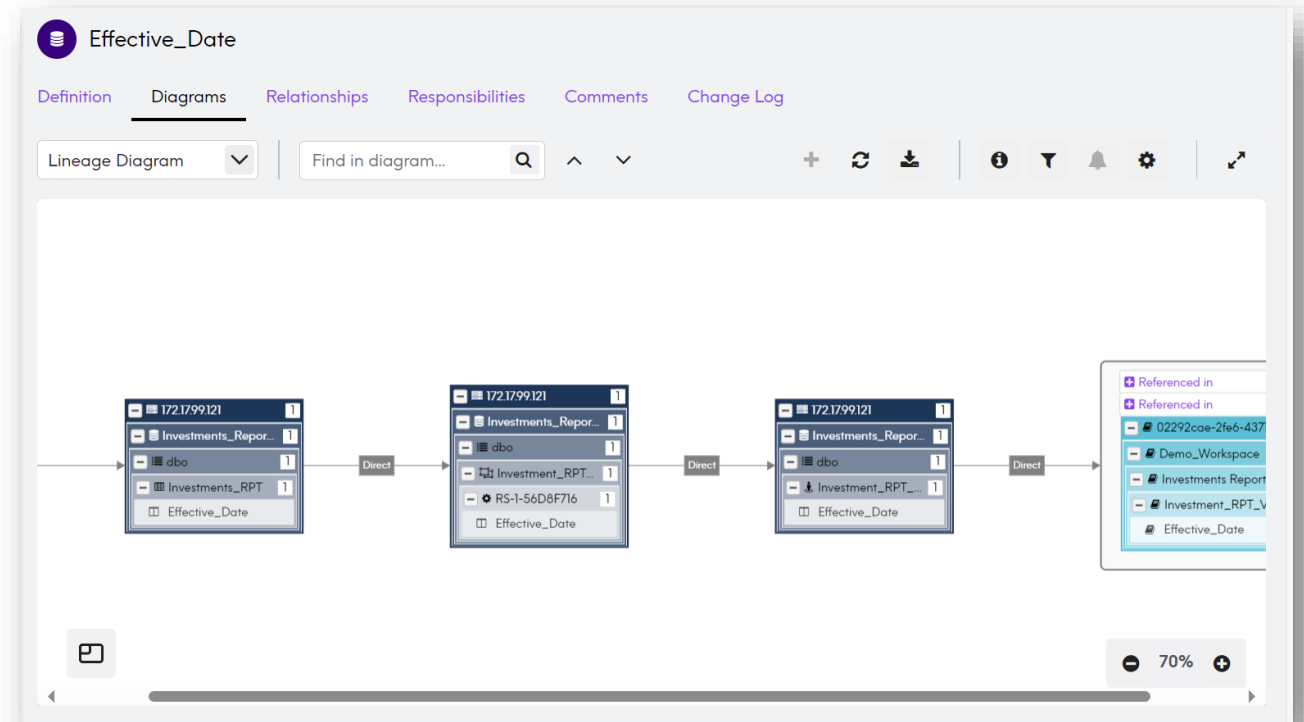 Effective_Date
Definition Diagrams Relationships Responsibilities Comments Change Log
Lineage Diagram Find in diagram...
172.17.99.121 1
Investments_Repor... 1
dbo 1
Investments_RPT 1
Effective_Date
Direct
172.17.99.121 1
Investments_Repor... 1
dbo 1
Investment_RPT... 1
RS-1-56D8F716 1
Effective_Date
Direct
172.17.99.121 1
Investments_Repor... 1
dbo 1
Investment_RPT_... 1
Effective_Date
Direct
Referenced in
Referenced in
02292cae-2fe6-437
Demo_Workspace
Investments Report
Investment_RPT_V
Effective_Date
70%